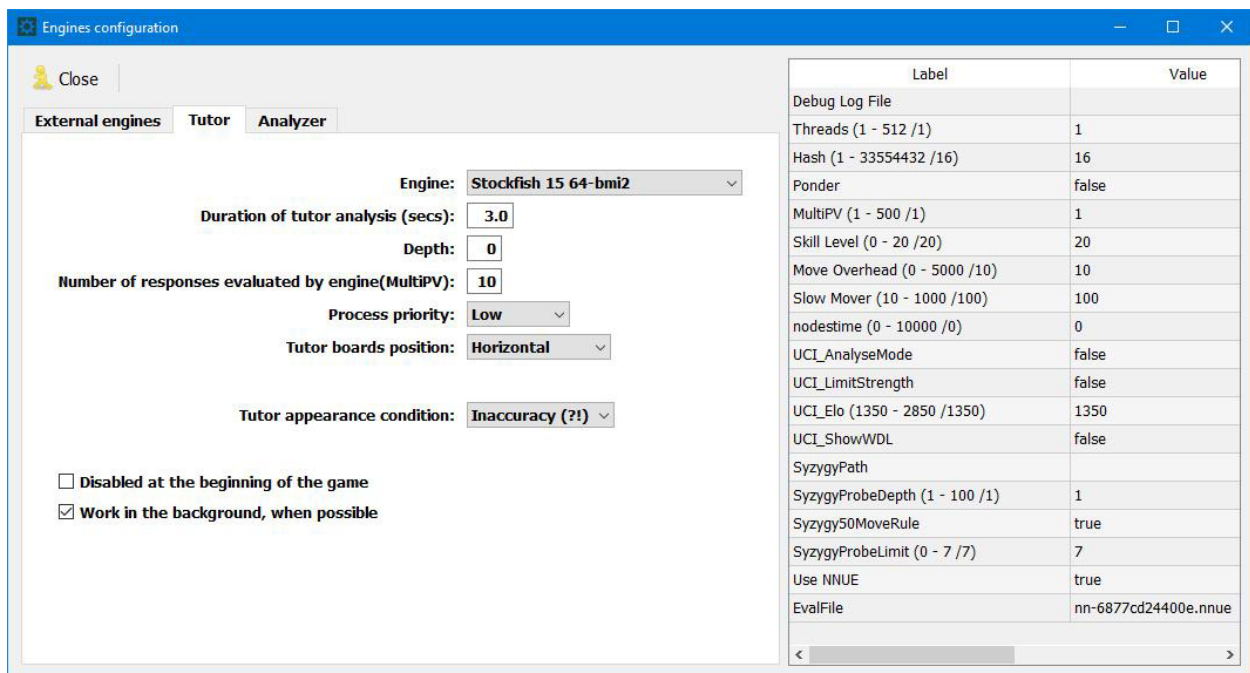 Engines configuration
Close
External engines Tutor Analyzer
Engine: Stockfish 15 64-bmi2
Duration of tutor analysis (secs): 3.0
Depth: 0
Number of responses evaluated by engine(MultiPV): 10
Process priority: Low
Tutor boards position: Horizontal
Tutor appearance condition: Inaccuracy (?!)
Disabled at the beginning of the game
Work in the background, when possible
Label Value
Debug Log File
Threads (1 - 512 /1) 1
Hash (1 - 33554432 /16) 16
Ponder false
MultiPV (1 - 500 /1) 1
Skill Level (0 - 20 /20) 20
Move Overhead (0 - 5000 /10) 10
Slow Mover (10 - 1000 /100) 100
nodestime (0 - 10000 /0) 0
UCI_AnalyseMode false
UCI_LimitStrength false
UCI_Elo (1350 - 2850 /1350) 1350
UCI_ShowWDL false
SyzygyPath
SyzygyProbeDepth (1 - 100 /1) 1
Syzygy50MoveRule true
SyzygyProbeLimit (0 - 7 /7) 7
Use NNUE true
EvalFile nn-6877cd24400e.nnue